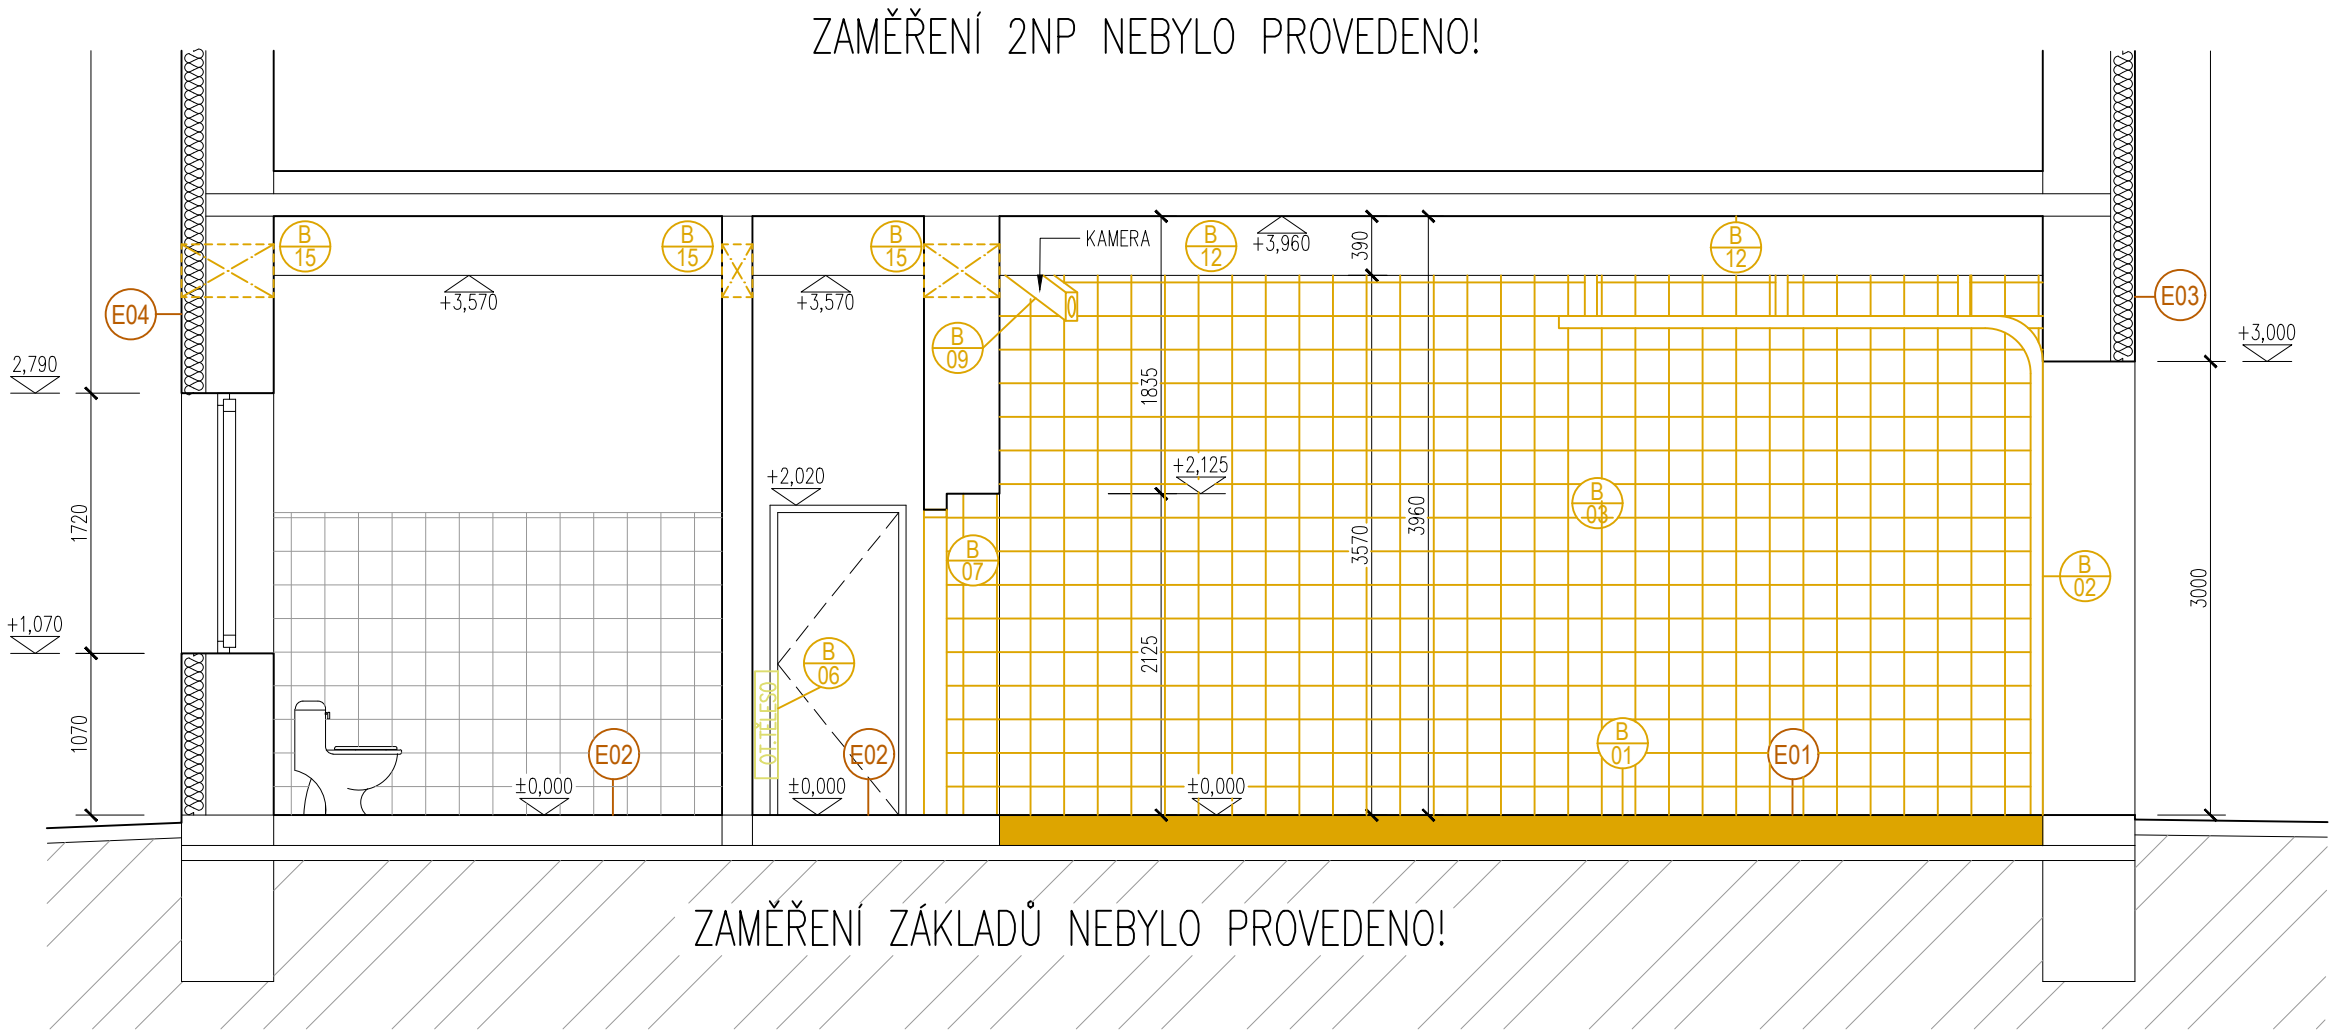 ZAMĚŘENÍ 2NP NEBYLO PROVEDENO!
B
15
B
15
B
15
KAMERA
B
12
+3,960
390
B
12
+3,570
+3,570
E04
E03
+3,000
2,790
B
09
1835
+2,125
+2,020
B
03
3960
3570
1720
B
07
B
02
3000
+1,070
2125
B
06
OT.TĚLESO
1070
E02
E02
B
01
E01
±0,000
±0,000
±0,000
ZAMĚŘENÍ ZÁKLADŮ NEBYLO PROVEDENO!